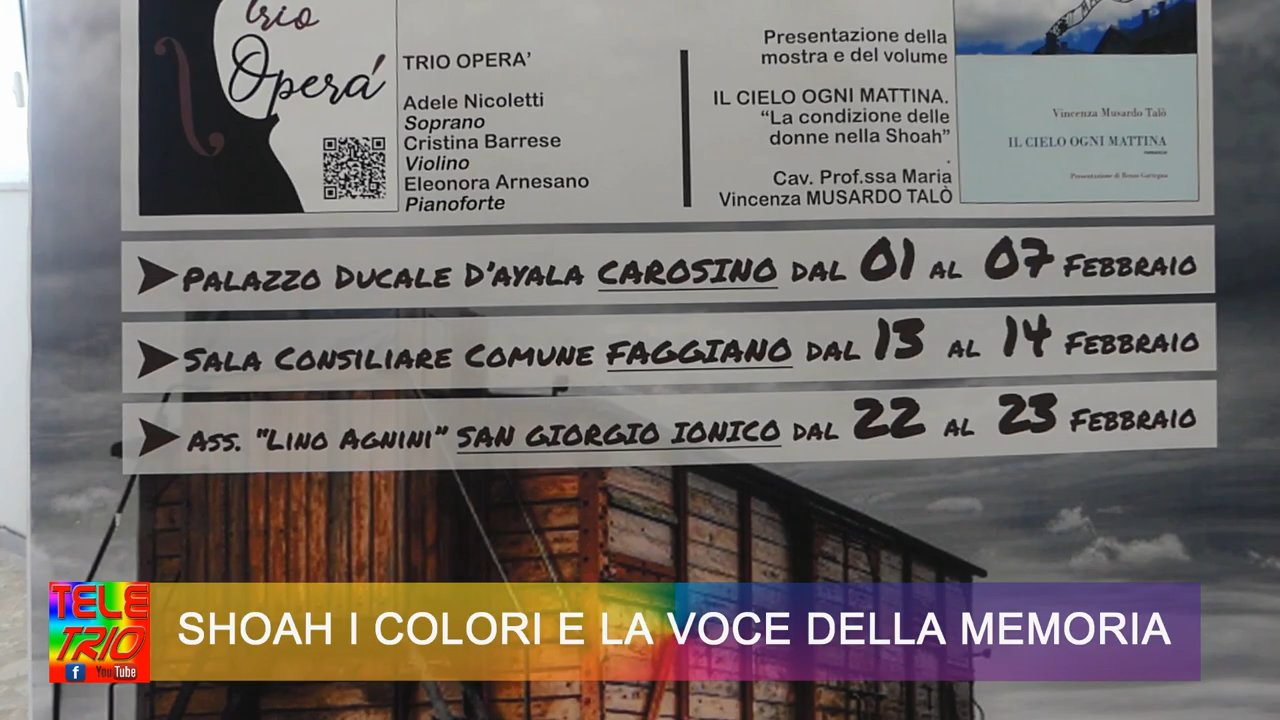 trio
Operá
TRIO OPERA’
Adele Nicoletti
Soprano
Cristina Barrese
Violino
Eleonora Arnesano
Pianoforte
Presentazione della
mostra e del volume
IL CIELO OGNI MATTINA.
“La condizione delle
donne nella Shoah”
.
Cav. Prof.ssa Maria
Vincenza MUSARDO TALÒ
Vincenza Musardo Talò
IL CIELO OGNI MATTINA
PALAZZO DUCALE D’AYALA CAROSINO DAL 01 AL 07 FEBBRAIO
SALA CONSILIARE COMUNE FAGGIANO DAL 13 AL 14 FEBBRAIO
ASS. “LINO AGNINI” SAN GIORGIO IONICO DAL 22 AL 23 FEBBRAIO
TELE
TRIO
f YouTube
SHOAH I COLORI E LA VOCE DELLA MEMORIA